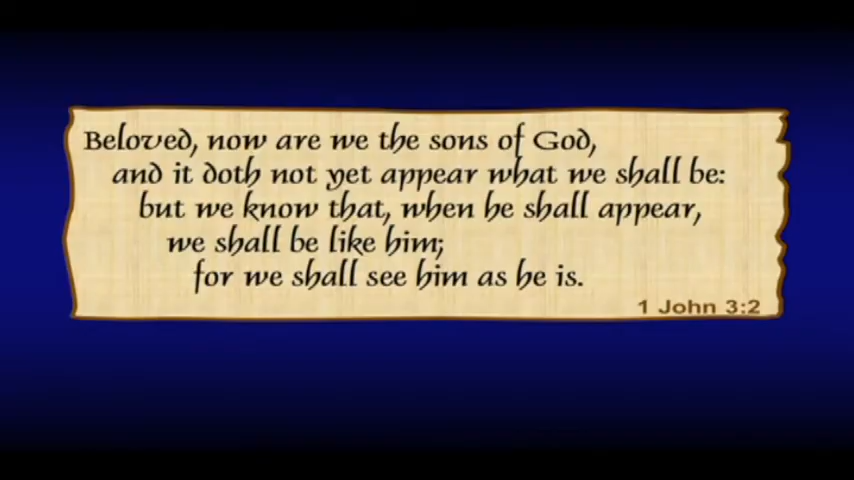 Beloved, now are we the sons of God,
and it doth not yet appear what we shall be:
but we know that, when he shall appear,
we shall be like him;
for we shall see him as he is.
1 John 3:2